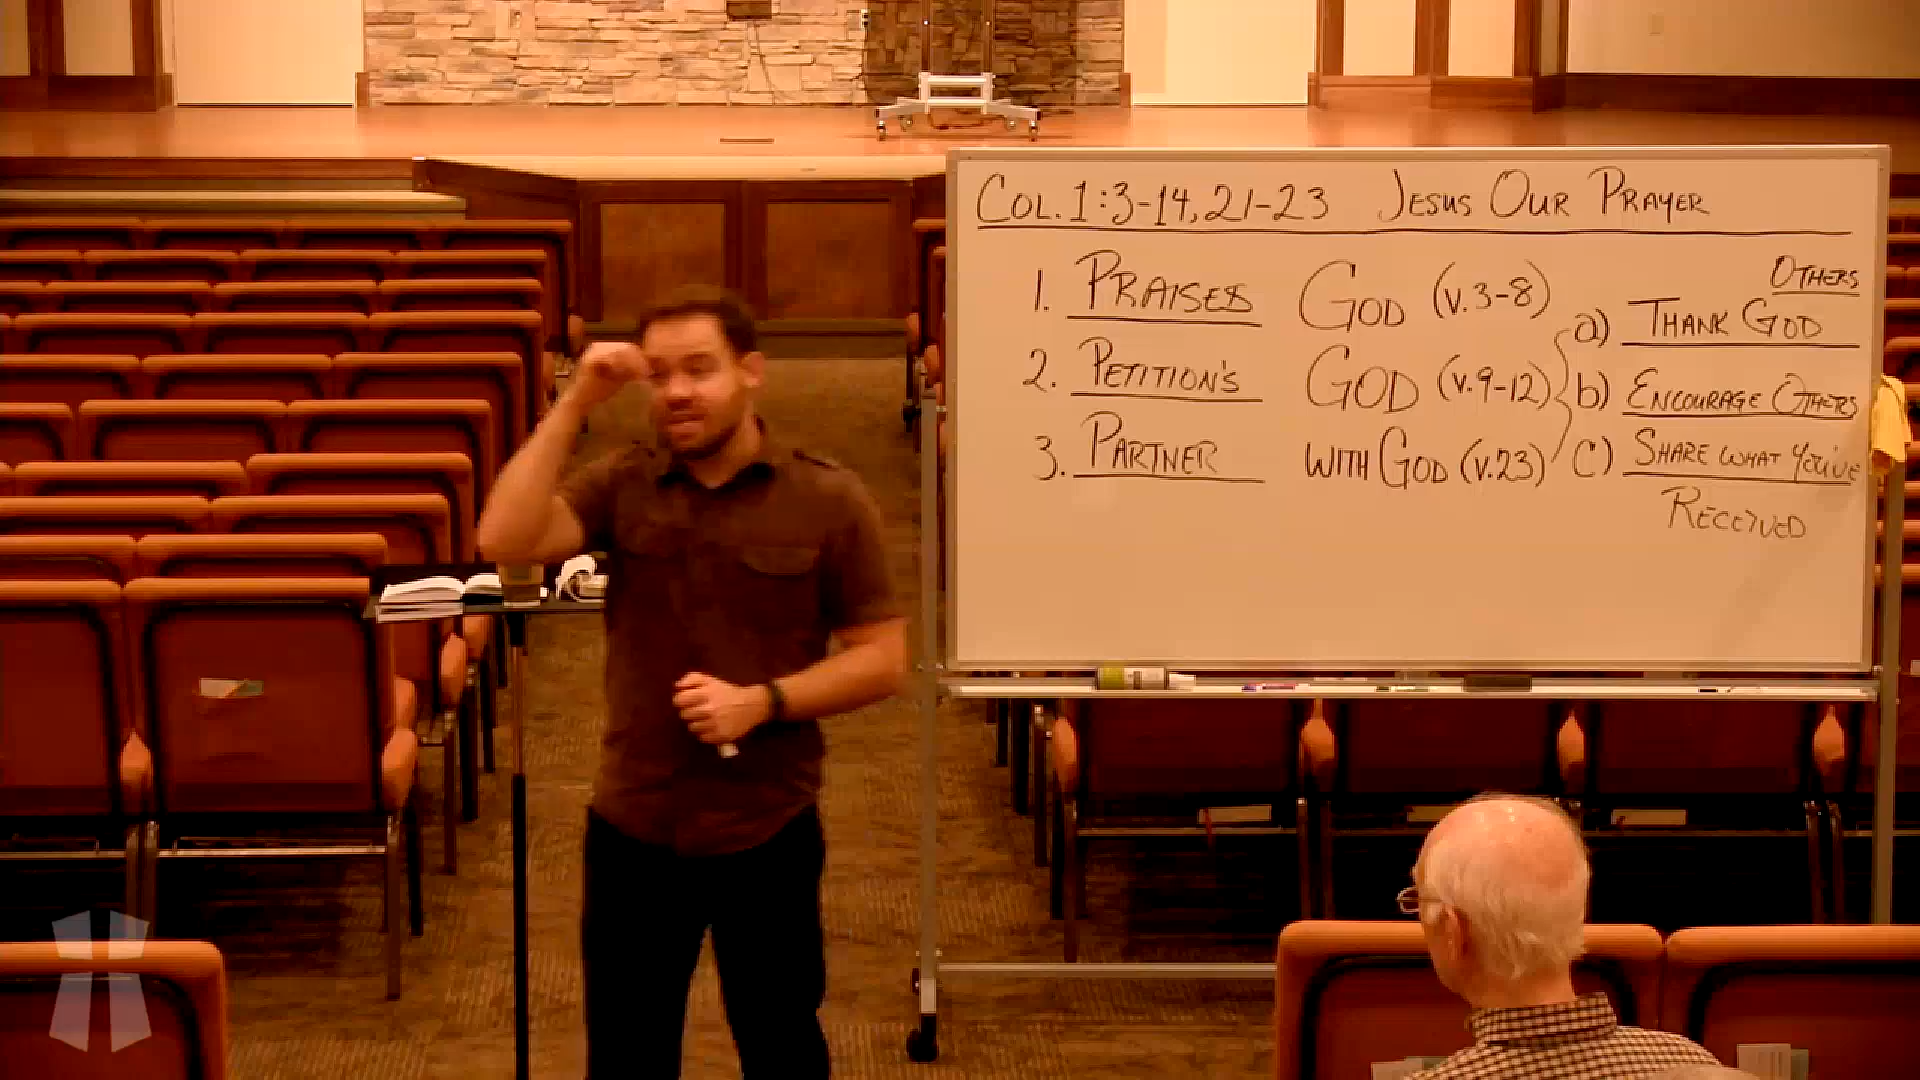 COL. 1:3-14, 21-23 JESUS OUR PRAYER
1. PRAISES GOD (V.3-8)
2. PETITION'S GOD (V.9-12)
3. PARTNER WITH GOD (V.23)
OTHERS
a) THANK GOD
b) ENCOURAGE OTHERS
C) SHARE WHAT YOU'VE
RECEIVED